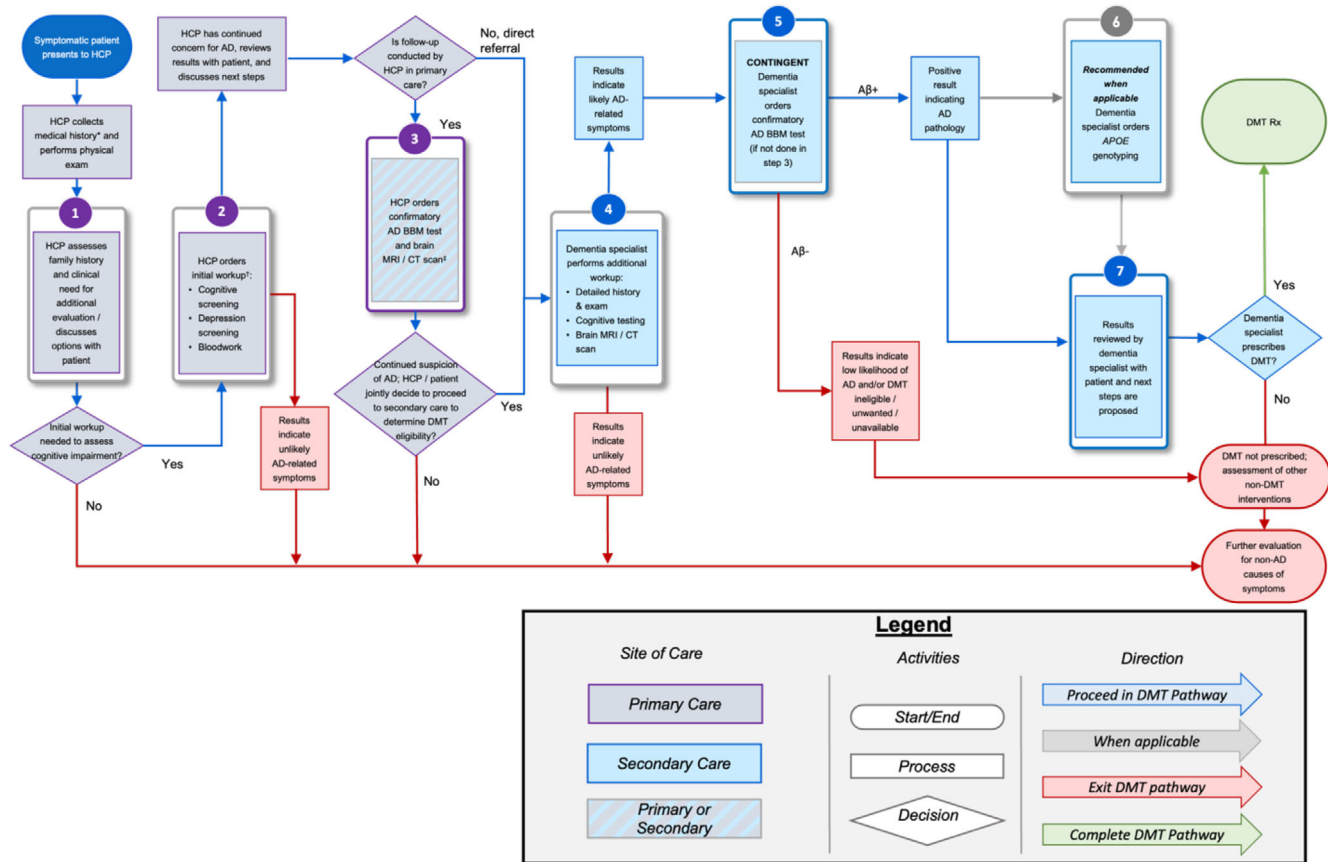 Symptomatic patient
presents to HCP
HCP collects
medical history* and
performs physical
exam
1
HCP assesses
family history
and clinical
need for
additional
evaluation /
discusses
options with
patient
Initial workup
needed to assess
cognitive impairment?
Yes
No
HCP has continued
concern for AD, reviews
results with patient, and
discusses next steps
2
HCP orders
initial workup†:
• Cognitive
screening
• Depression
screening
• Bloodwork
Results
indicate
unlikely
AD-related
symptoms
Is follow-up
conducted by
HCP in primary
care?
No, direct
referral
Yes
3
HCP orders
confirmatory
AD BBM test
and brain
MRI / CT scan‡
Continued suspicion
of AD; HCP / patient
jointly decide to proceed
to secondary care to
determine DMT
eligibility?
Yes
No
Results
indicate
likely AD-
related
symptoms
4
Dementia specialist
performs additional
workup:
• Detailed history
& exam
• Cognitive testing
• Brain MRI / CT
scan
Results
indicate
unlikely
AD-related
symptoms
5
CONTINGENT
Dementia
specialist
orders
confirmatory
AD BBM test
(if not done in
step 3)
Aβ+
Aβ-
Results indicate
low likelihood of
AD and/or DMT
ineligible /
unwanted /
unavailable
Positive
result
indicating
AD
pathology
6
Recommended
when
applicable
Dementia
specialist orders
APOE
genotyping
7
Results
reviewed by
dementia
specialist with
patient and next
steps are
proposed
DMT Rx
Yes
Dementia
specialist
prescribes
DMT?
No
DMT not prescribed;
assessment of other
non-DMT
interventions
Further evaluation
for non-AD
causes of
symptoms
Legend
Site of Care
Primary Care
Secondary Care
Primary or
Secondary
Activities
Start/End
Process
Decision
Direction
Proceed in DMT Pathway
When applicable
Exit DMT pathway
Complete DMT Pathway